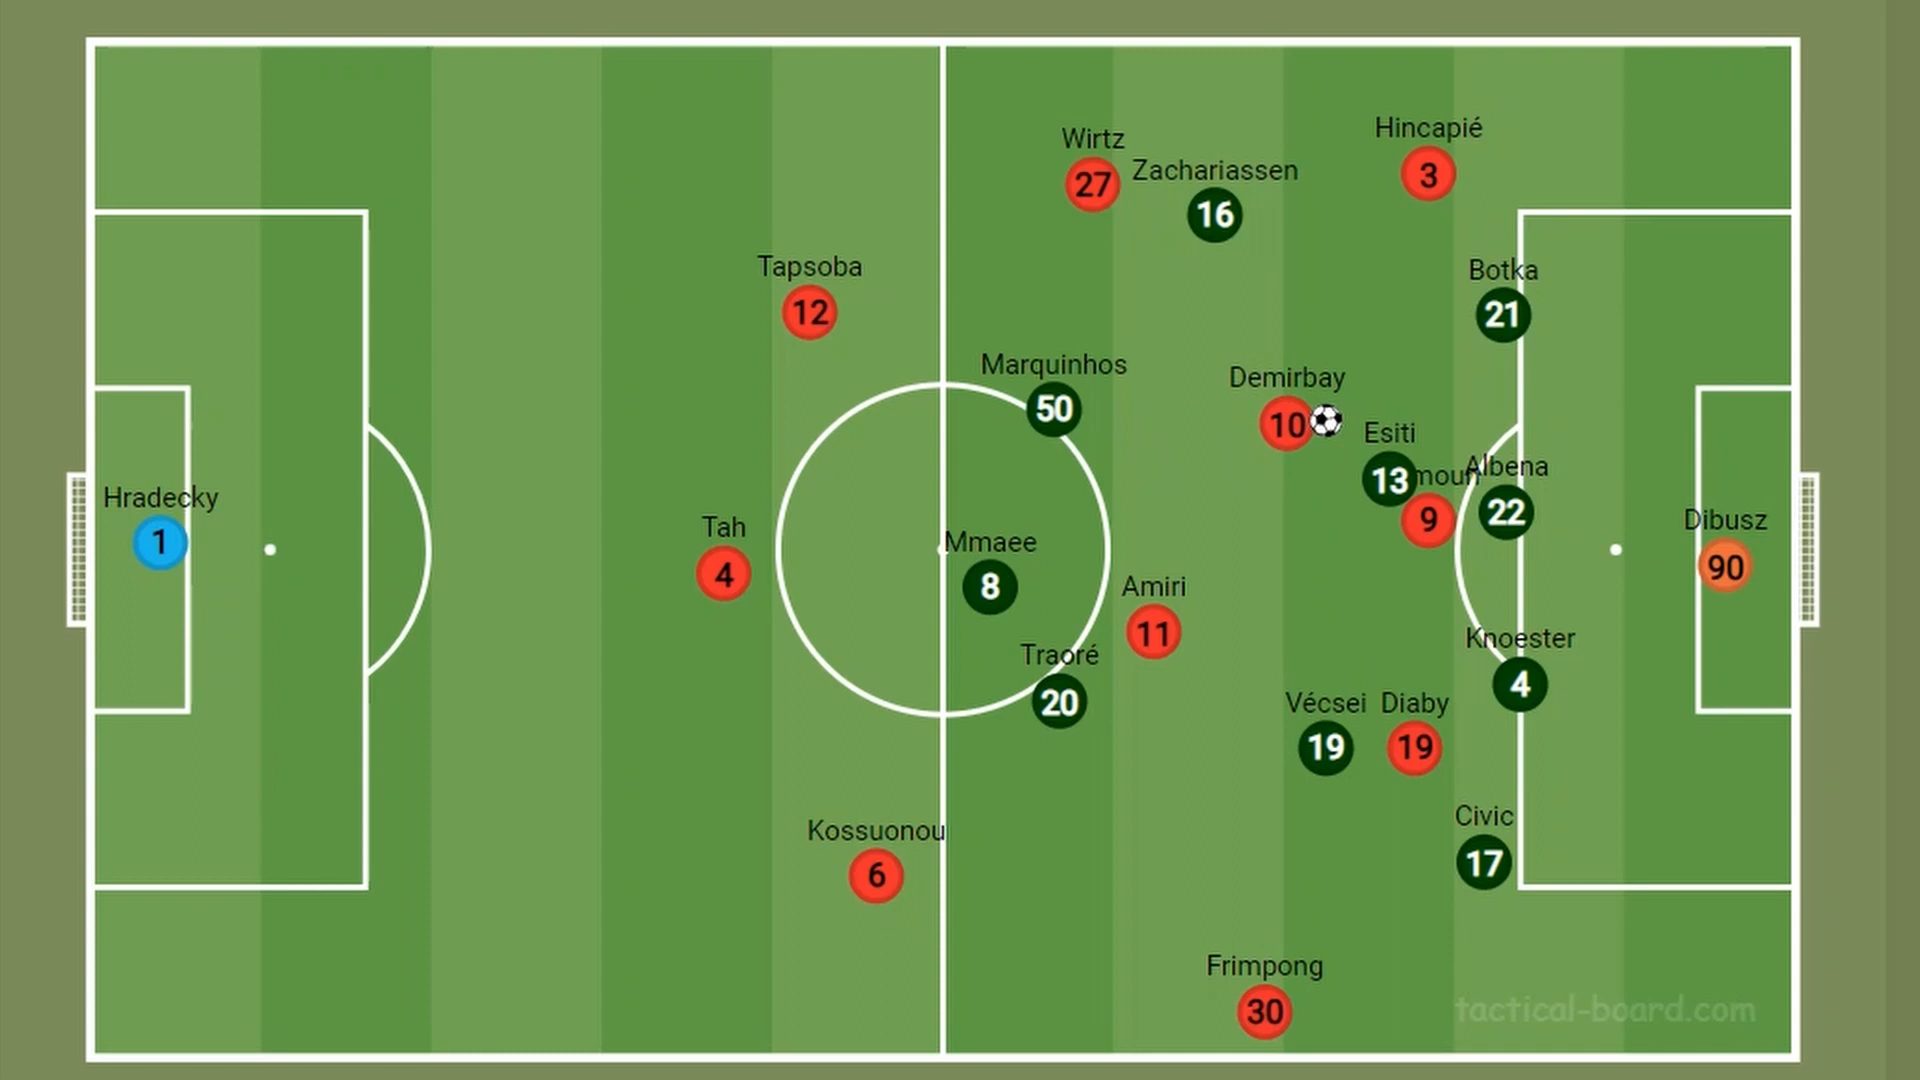 Hincapié
3
Wirtz
27
Zachariassen
16
Tapsoba
12
Botka
21
Marquinhos
50
Demirbay
10
Esiti
13
Albena
22
9
Hradecky
1
Tah
4
Mmaee
8
Dibusz
90
Amiri
11
Traoré
20
Knoester
4
Vécsei
19
Diaby
19
Kossuonou
6
Civic
17
Frimpong
30
tactical-board.com